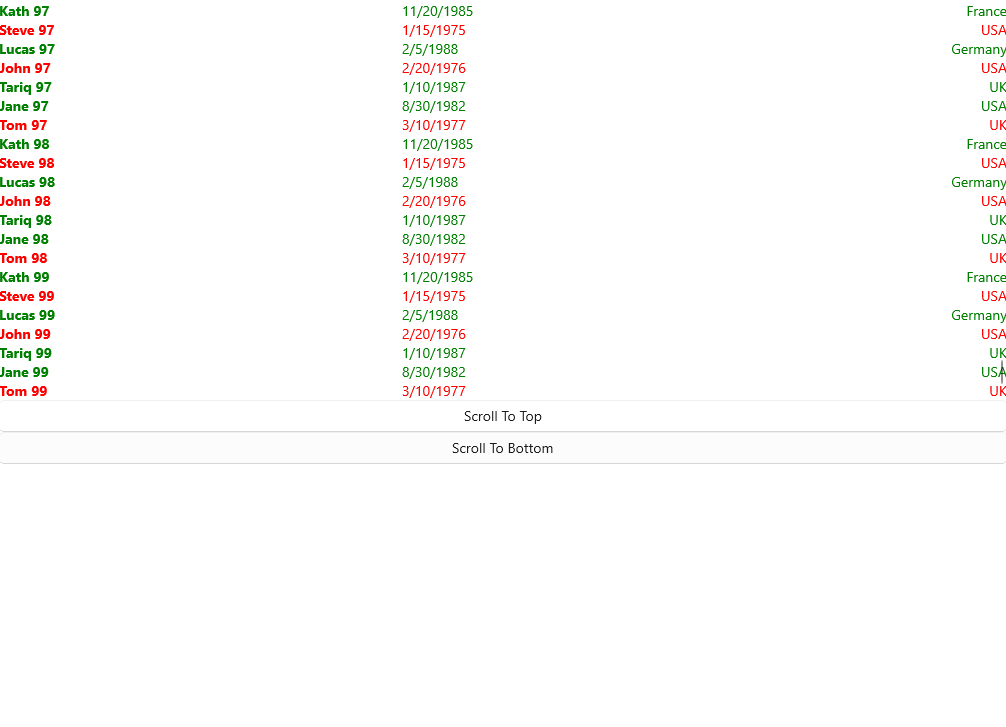 Kath 97 11/20/1985 France
Steve 97 1/15/1975 USA
Lucas 97 2/5/1988 Germany
John 97 2/20/1976 USA
Tariq 97 1/10/1987 UK
Jane 97 8/30/1982 USA
Tom 97 3/10/1977 UK
Kath 98 11/20/1985 France
Steve 98 1/15/1975 USA
Lucas 98 2/5/1988 Germany
John 98 2/20/1976 USA
Tariq 98 1/10/1987 UK
Jane 98 8/30/1982 USA
Tom 98 3/10/1977 UK
Kath 99 11/20/1985 France
Steve 99 1/15/1975 USA
Lucas 99 2/5/1988 Germany
John 99 2/20/1976 USA
Tariq 99 1/10/1987 UK
Jane 99 8/30/1982 USA
Tom 99 3/10/1977 UK
Scroll To Top
Scroll To Bottom